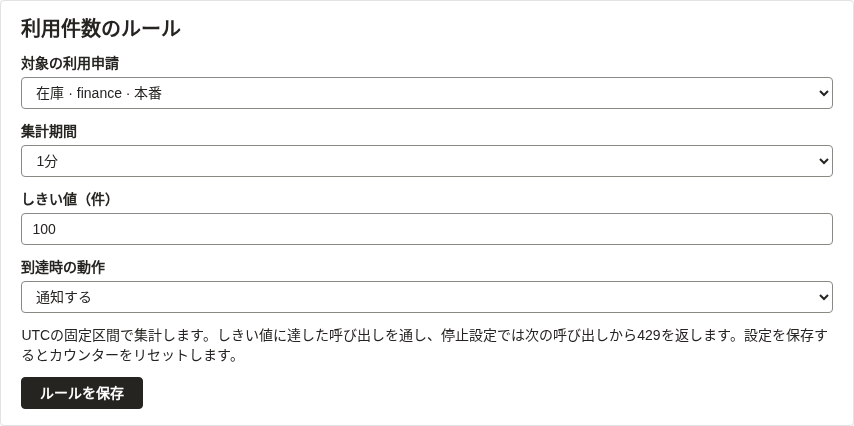 利用件数のルール
対象の利用申請
在庫 · finance · 本番
集計期間
1分
しきい値（件）
100
到達時の動作
通知する
UTCの固定区間で集計します。しきい値に達した呼び出しを通し、停止設定では次の呼び出しから429を返します。設定を保存す
るとカウンターをリセットします。
ルールを保存